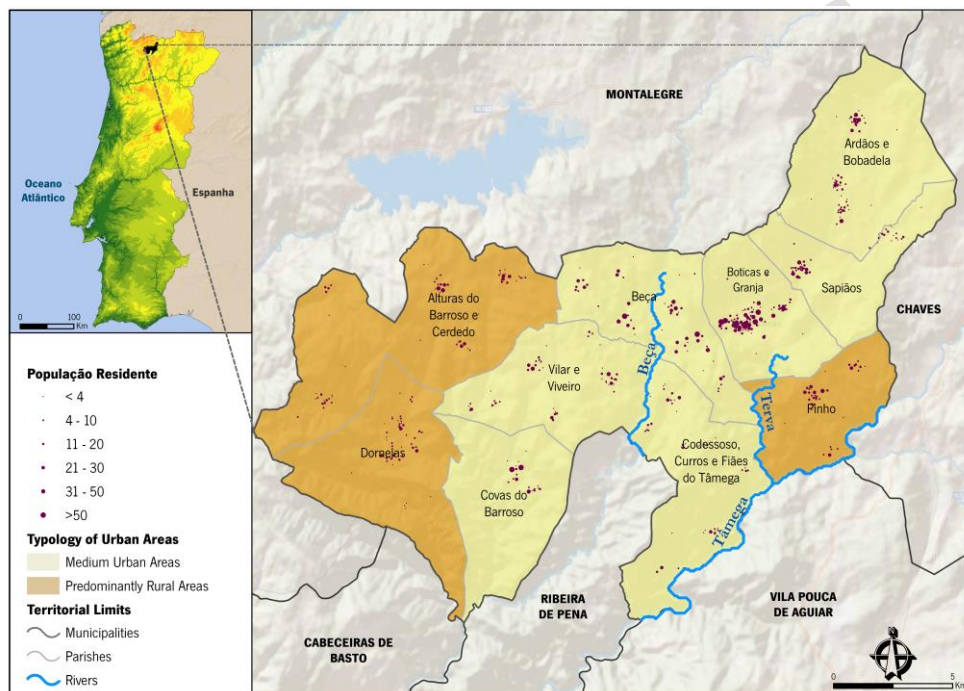 Oceano
Atlântico
Espanha
0 100
Km
População Residente
< 4
4 - 10
11 - 20
21 - 30
31 - 50
>50
Typology of Urban Areas
Medium Urban Areas
Predominantly Rural Areas
Territorial Limits
Municipalities
Parishes
Rivers
MONTALEGRE
Ardãos e
Bobadela
Alturas do
Barroso e
Cerdedo
Beça
Boticas e
Granja
Sapiãos
CHAVES
Vilar e
Viveiro
Beça
Terva
Pinho
Dornelas
Codessoso,
Curros e Fiães
do Tâmega
Covas do
Barroso
Tâmega
RIBEIRA
DE PENA
VILA POUCA
DE AGUIAR
CABECEIRAS DE
BASTO
0 5
Km